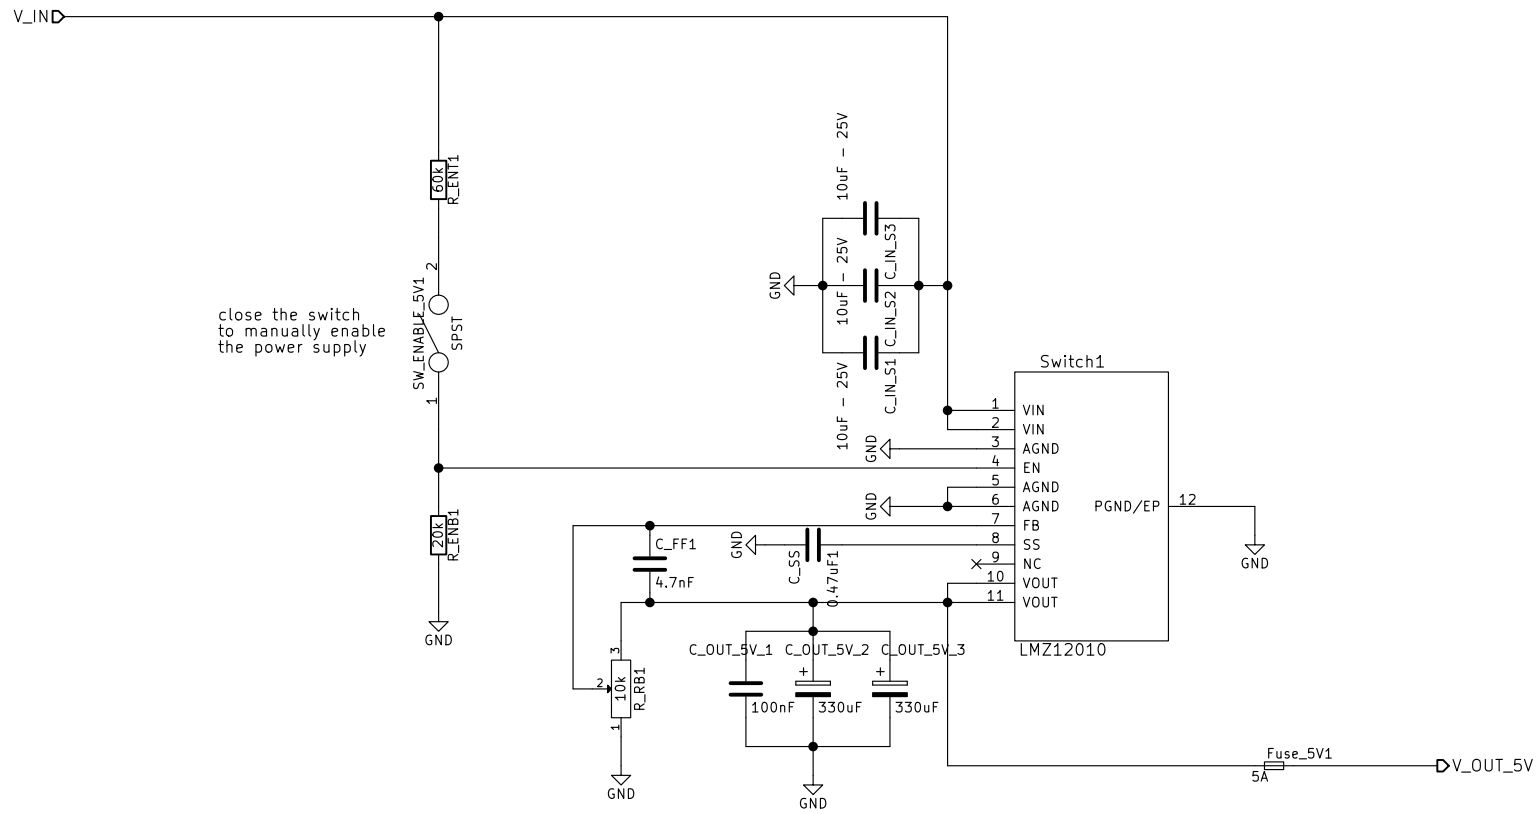 V_IN
60k
R_ENT1
2
SW_ENABLE_5V1
SPST
1
close the switch
to manually enable
the power supply
20k
R_ENB1
GND
10uF - 25V
C_IN_S3
10uF - 25V
C_IN_S2
10uF - 25V
C_IN_S1
GND
Switch1
1 VIN
2 VIN
GND
3 AGND
4 EN
5 AGND
GND
6 AGND
7 FB
8 SS
9 NC
10 VOUT
11 VOUT
PGND/EP 12
GND
LMZ12010
GND
C_SS
0.47uF1
C_FF1
4.7nF
3
2
10k
R_RB1
1
GND
C_OUT_5V_1
C_OUT_5V_2
C_OUT_5V_3
+
+
100nF
330uF
330uF
GND
Fuse_5V1
5A
V_OUT_5V